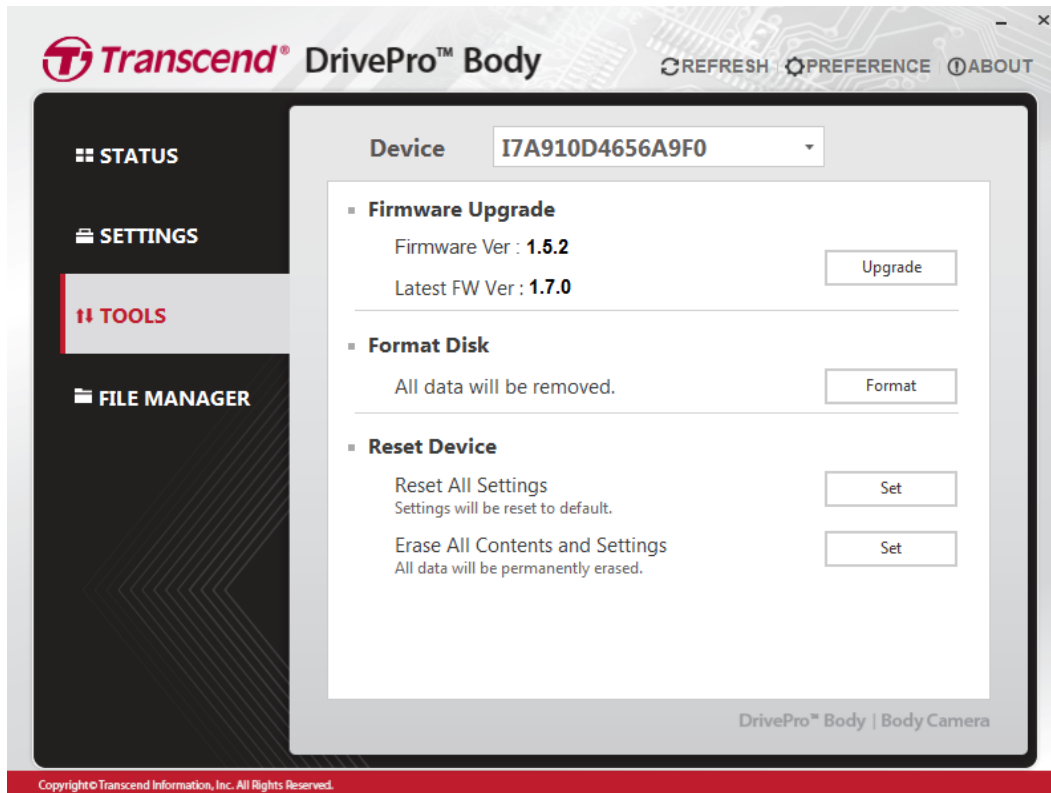 Transcend® DrivePro™ Body
REFRESH PREFERENCE ABOUT
STATUS
SETTINGS
TOOLS
FILE MANAGER
Device I7A910D4656A9F0
Firmware Upgrade
Firmware Ver : 1.5.2
Latest FW Ver : 1.7.0
Upgrade
Format Disk
All data will be removed.
Format
Reset Device
Reset All Settings
Settings will be reset to default.
Set
Erase All Contents and Settings
All data will be permanently erased.
Set
DrivePro™ Body | Body Camera
Copyright© Transcend Information, Inc. All Rights Reserved.